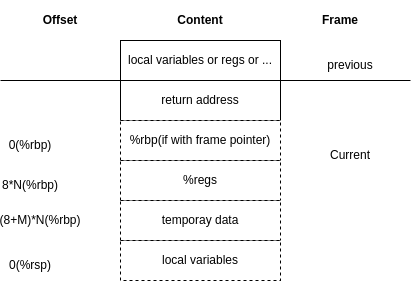 Offset Content Frame
local variables or regs or ...
previous
return address
0(%rbp) %rbp(if with frame pointer)
Current
8*N(%rbp) %regs
(8+M)*N(%rbp) temporay data
0(%rsp) local variables